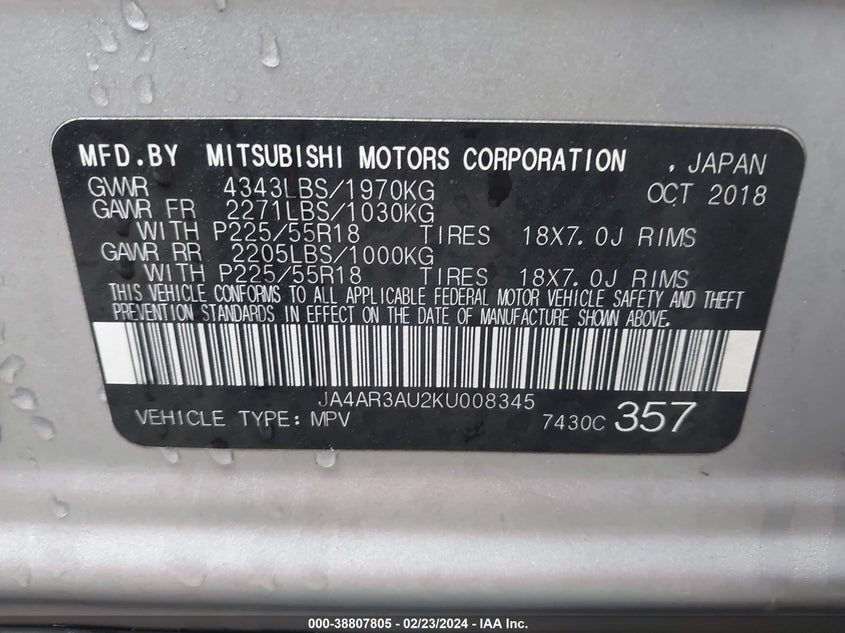 MFD.BY MITSUBISHI MOTORS CORPORATION , JAPAN
GVWR 4343LBS/1970KG OCT 2018
GAWR FR 2271LBS/1030KG
WITH P225/55R18 TIRES 18X7.0J RIMS
GAWR RR 2205LBS/1000KG
WITH P225/55R18 TIRES 18X7.0J RIMS
THIS VEHICLE CONFORMS TO ALL APPLICABLE FEDERAL MOTOR VEHICLE SAFETY AND THEFT
PREVENTION STANDARDS IN EFFECT ON THE DATE OF MANUFACTURE SHOWN ABOVE.
JA4AR3AU2KU008345
VEHICLE TYPE: MPV 7430C 357
000-38807805 - 02/23/2024 - IAA Inc.